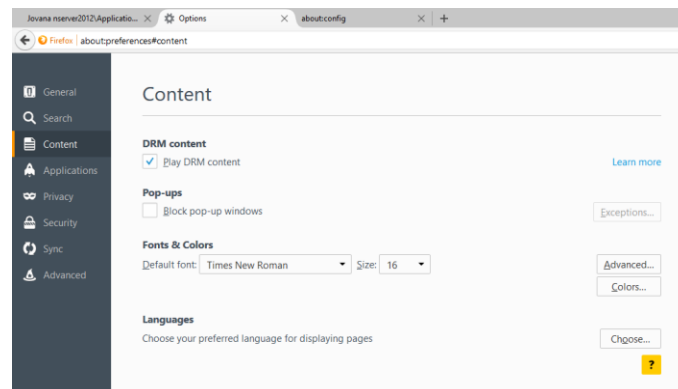 Jovana nserver2012\Applicatio... Options about:config
Firefox about:preferences#content
General
Search
Content
Applications
Privacy
Security
Sync
Advanced
Content
DRM content
Play DRM content Learn more
Pop-ups
Block pop-up windows Exceptions...
Fonts & Colors
Default font: Times New Roman Size: 16 Advanced...
Colors...
Languages
Choose your preferred language for displaying pages Choose...
?